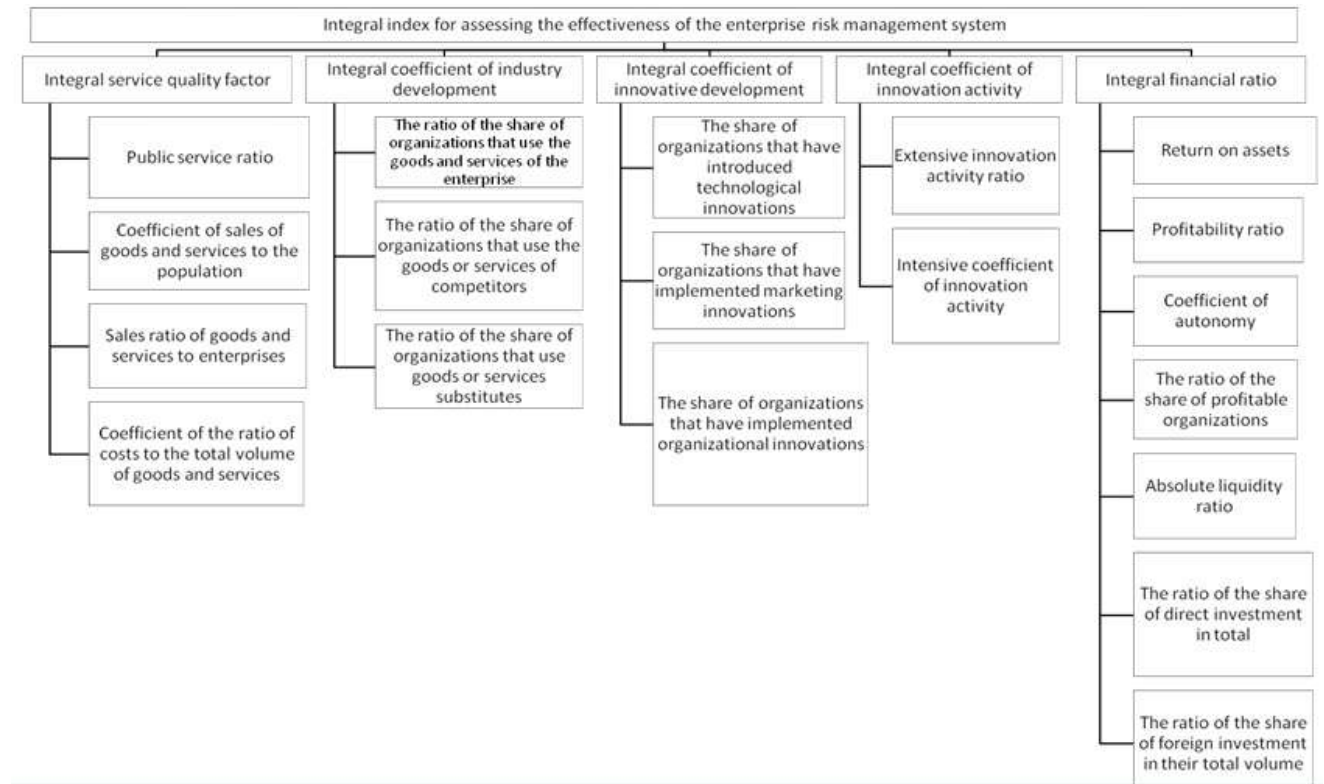 Integral index for assessing the effectiveness of the enterprise risk management system
Integral service quality factor
Public service ratio
Coefficient of sales of
goods and services to the
population
Sales ratio of goods and
services to enterprises
Coefficient of the ratio of
costs to the total volume
of goods and services
Integral coefficient of industry
development
The ratio of the share of
organizations that use the
goods and services of the
enterprise
The ratio of the share of
organizations that use the
goods or services of
competitors
The ratio of the share of
organizations that use
goods or services
substitutes
Integral coefficient of
innovative development
The share of
organizations that have
introduced
technological
innovations
The share of
organizations that have
implemented marketing
innovations
The share of organizations
that have implemented
organizational innovations
Integral coefficient of
innovation activity
Extensive innovation
activity ratio
Intensive coefficient
of innovation
activity
Integral financial ratio
Return on assets
Profitability ratio
Coefficient of
autonomy
The ratio of the
share of profitable
organizations
Absolute liquidity
ratio
The ratio of the share
of direct investment
in total
The ratio of the share
of foreign investment
in their total volume